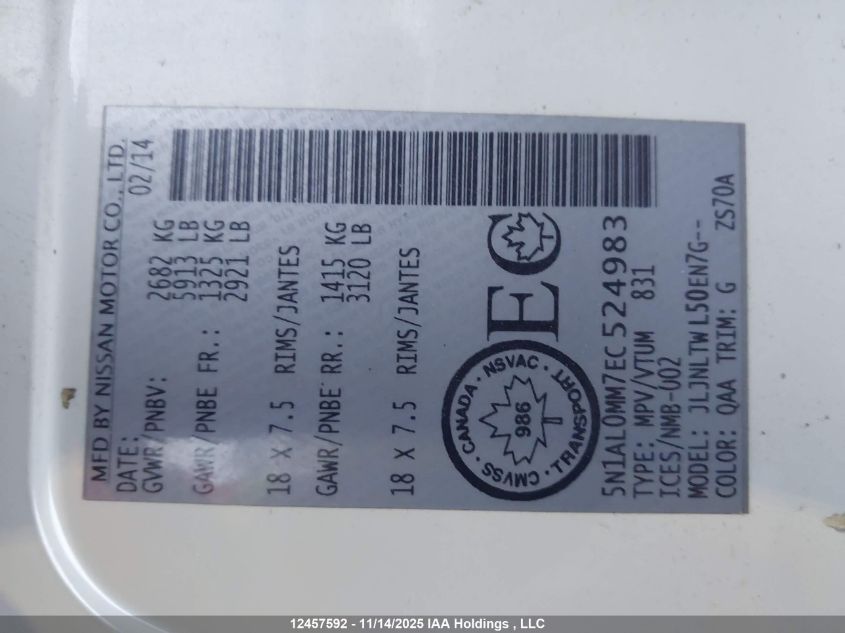 MFD BY NISSAN MOTOR CO., LTD.
DATE: 02/14
GVWR/PNBV: 2682 KG
5913 LB
GAWR/PNBE FR.: 1325 KG
2921 LB
18 X 7.5 RIMS/JANTES
GAWR/PNBE RR.: 1415 KG
3120 LB
18 X 7.5 RIMS/JANTES
CANADA · NSVAC · TRANSPORT · CMVSS
986
EC
T
5N1AL0MM7EC524983
TYPE: MPV/VTUM 831
ICES/NMB-002
MODEL: JLJNLTW L50EN7G--
COLOR: QAA TRIM: G ZS70A
12457592 - 11/14/2025 IAA Holdings , LLC